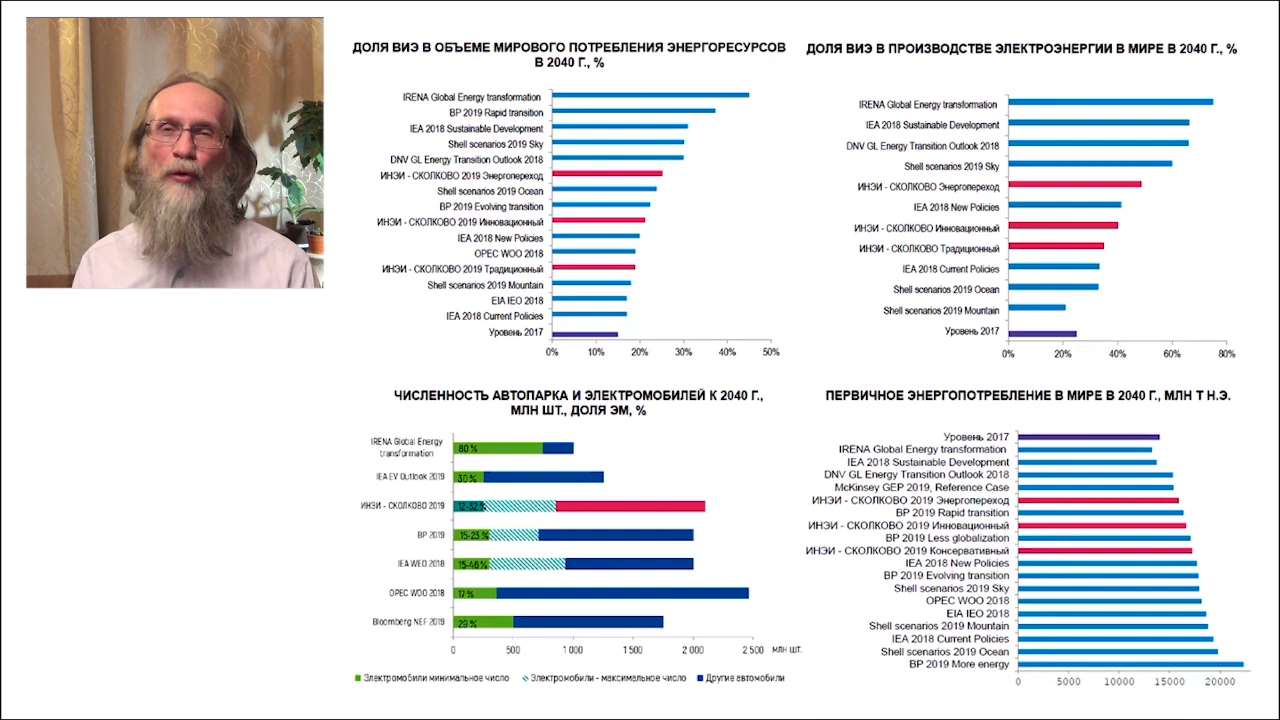 ДОЛЯ ВИЭ В ОБЪЕМЕ МИРОВОГО ПОТРЕБЛЕНИЯ ЭНЕРГОРЕСУРСОВ
В 2040 Г., %
IRENA Global Energy transformation
BP 2019 Rapid transition
IEA 2018 Sustainable Development
Shell scenarios 2019 Sky
DNV GL Energy Transition Outlook 2018
ИНЭИ - СКОЛКОВО 2019 Энергопереход
Shell scenarios 2019 Ocean
BP 2019 Evolving transition
ИНЭИ - СКОЛКОВО 2019 Инновационный
IEA 2018 New Policies
OPEC WOO 2018
ИНЭИ - СКОЛКОВО 2019 Традиционный
Shell scenarios 2019 Mountain
EIA IEO 2018
IEA 2018 Current Policies
Уровень 2017
0% 10% 20% 30% 40% 50%
ДОЛЯ ВИЭ В ПРОИЗВОДСТВЕ ЭЛЕКТРОЭНЕРГИИ В МИРЕ В 2040 Г., %
IRENA Global Energy transformation
IEA 2018 Sustainable Development
DNV GL Energy Transition Outlook 2018
Shell scenarios 2019 Sky
ИНЭИ - СКОЛКОВО Энергопереход
IEA 2018 New Policies
ИНЭИ - СКОЛКОВО Инновационный
ИНЭИ - СКОЛКОВО Традиционный
IEA 2018 Current Policies
Shell scenarios 2019 Ocean
Shell scenarios 2019 Mountain
Уровень 2017
0% 20% 40% 60% 80%
ЧИСЛЕННОСТЬ АВТОПАРКА И ЭЛЕКТРОМОБИЛЕЙ К 2040 Г.,
МЛН ШТ., ДОЛЯ ЭМ, %
IRENA Global Energy
transformation
80 %
IEA EV Outlook 2019 30 %
ИНЭИ - СКОЛКОВО 2019 12-32%
BP 2019 15-23 %
IEA WEO 2018 15-46%
OPEC WOO 2018 17 %
Bloomberg NEF 2019 29 %
0 500 1 000 1 500 2 000 2 500 млн шт.
Электромобили минимальное число Электромобили - максимальное число Другие автомобили
ПЕРВИЧНОЕ ЭНЕРГОПОТРЕБЛЕНИЕ В МИРЕ В 2040 Г., МЛН Т Н.Э.
Уровень 2017
IRENA Global Energy transformation
IEA 2018 Sustainable Development
DNV GL Energy Transition Outlook 2018
McKinsey GEP 2019, Reference Case
ИНЭИ - СКОЛКОВО 2019 Энергопереход
BP 2019 Rapid transition
ИНЭИ - СКОЛКОВО 2019 Инновационный
BP 2019 Less globalization
ИНЭИ - СКОЛКОВО 2019 Консервативный
IEA 2018 New Policies
BP 2019 Evolving transition
Shell scenarios 2019 Sky
OPEC WOO 2018
EIA IEO 2018
Shell scenarios 2019 Mountain
IEA 2018 Current Policies
Shell scenarios 2019 Ocean
BP 2019 More energy
0 5000 10000 15000 20000